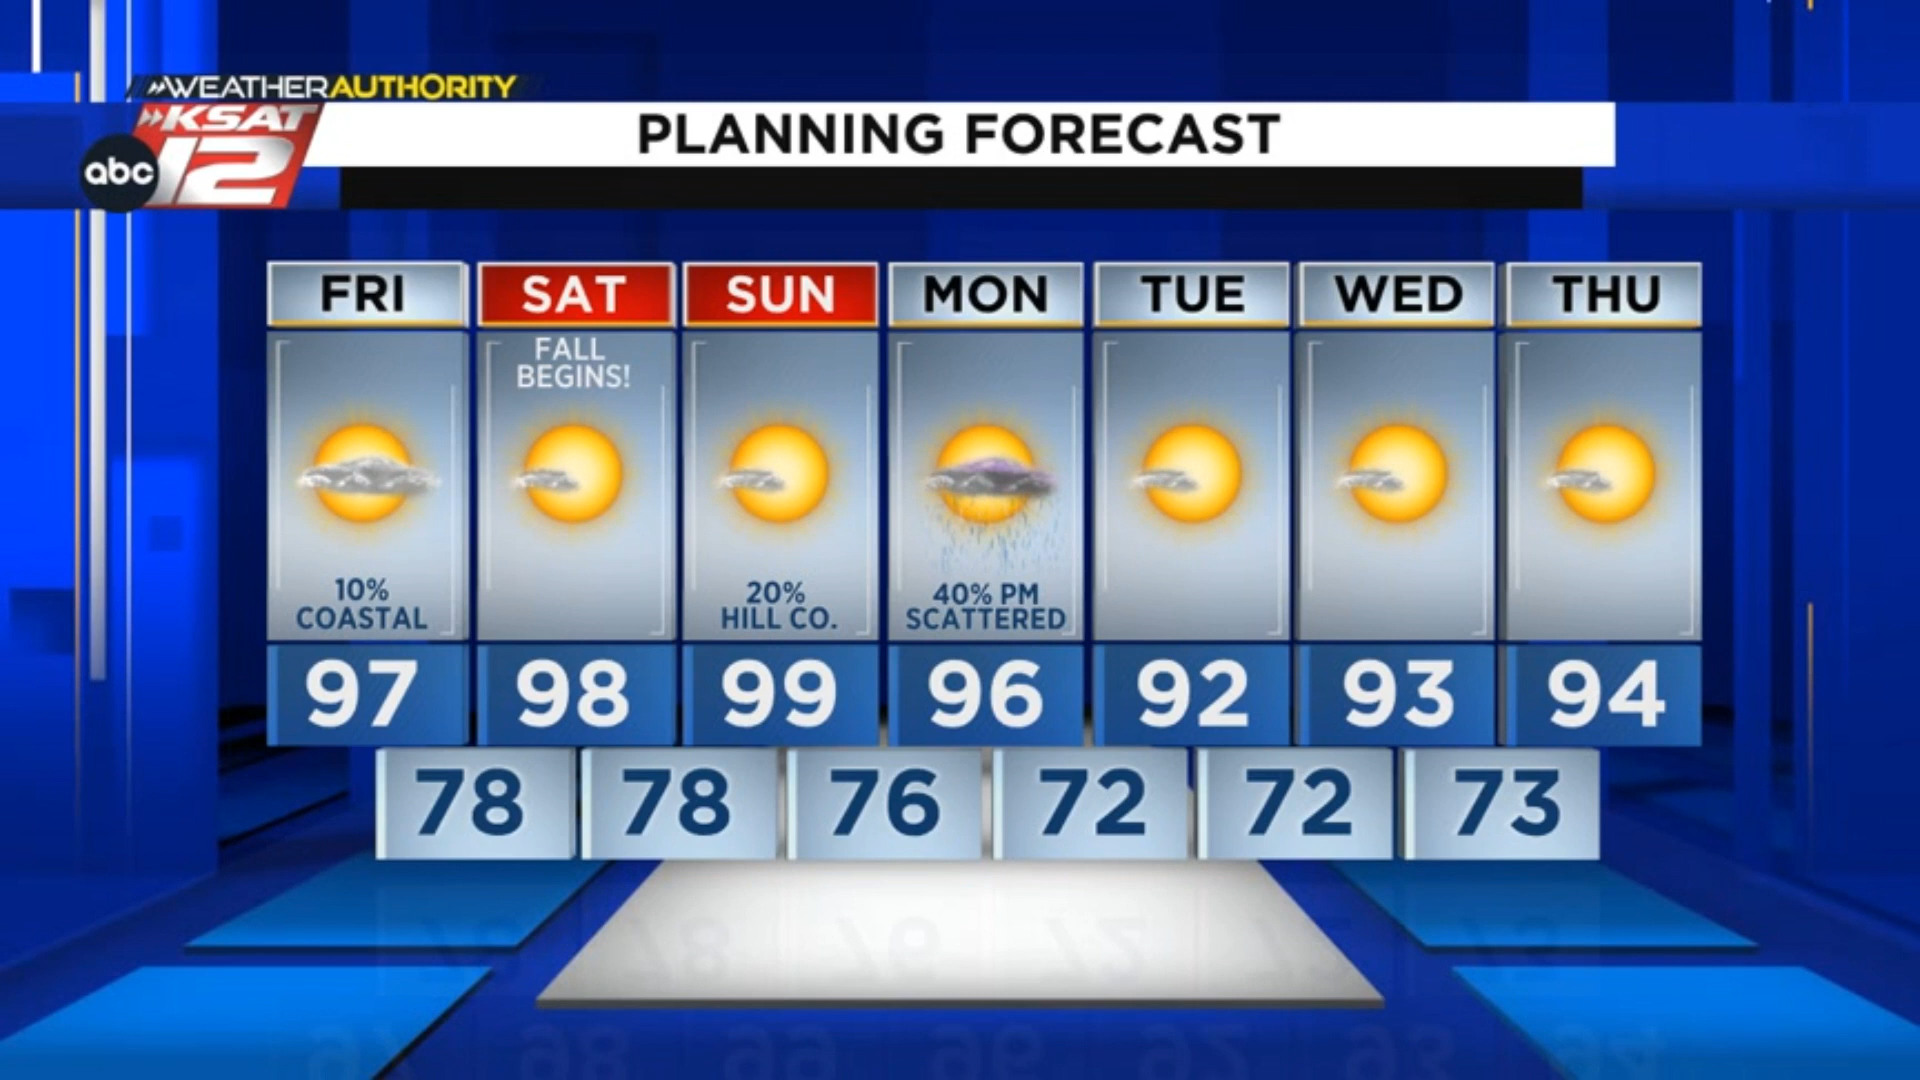 WEATHERAUTHORITY
KSAT
12
abc
PLANNING FORECAST
FRI SAT SUN MON TUE WED THU
FALL
BEGINS!
10%
COASTAL
20%
HILL CO.
40% PM
SCATTERED
97 98 99 96 92 93 94
78 78 76 72 72 73